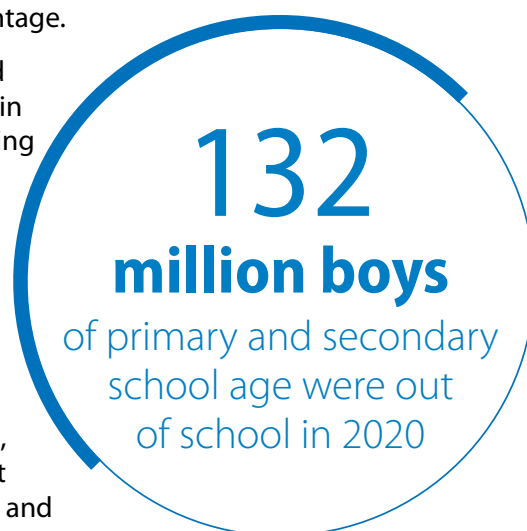 ntage.
d
in
ing
132
million boys
of primary and secondary
school age were out
of school in 2020
,
t
and